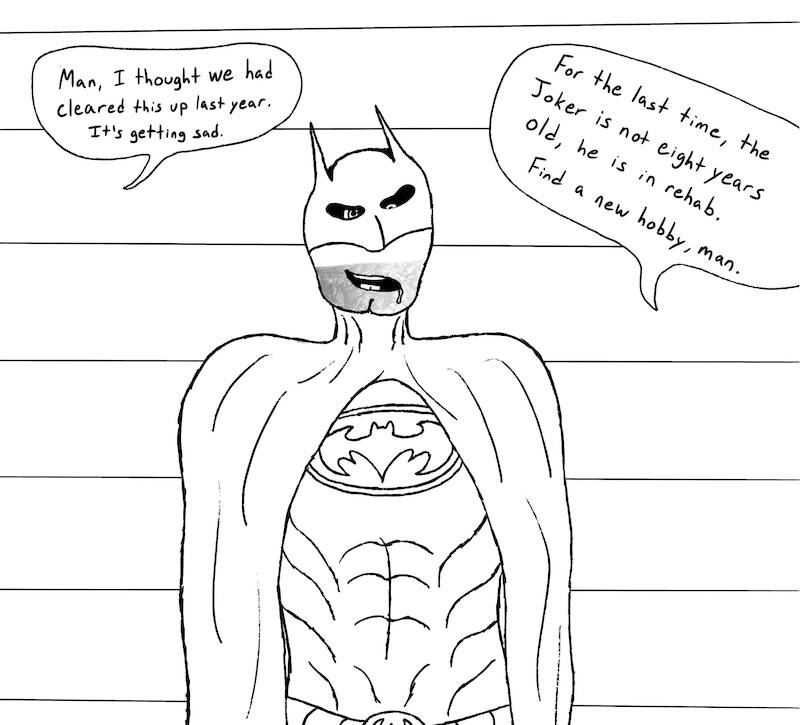 Man, I thought we had
cleared this up last year.
It's getting sad.
For the last time, the
Joker is not eight years
old, he is in rehab.
Find a new hobby, man.